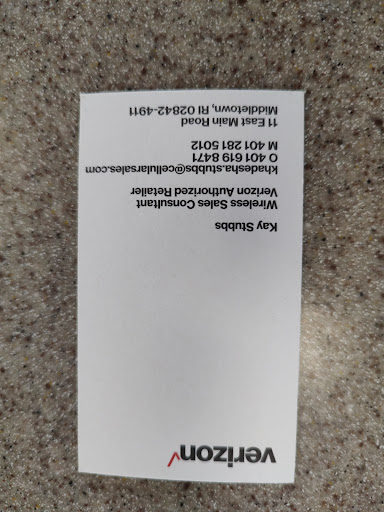 verizon✓
Kay Stubbs
Wireless Sales Consultant
Verizon Authorized Retailer
khadesha.stubbs@cellularsales.com
O 401 619 8471
M 401 281 5012
11 East Main Road
Middletown, RI 02842-4911